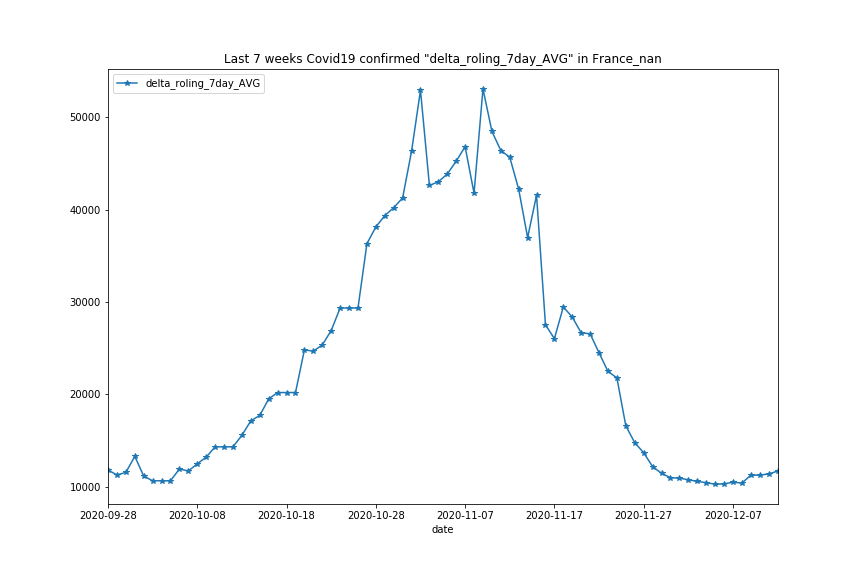 Last 7 weeks Covid19 confirmed "delta_roling_7day_AVG" in France_nan
delta_roling_7day_AVG
50000
40000
30000
20000
10000
2020-09-28 2020-10-08 2020-10-18 2020-10-28 2020-11-07 2020-11-17 2020-11-27 2020-12-07
date